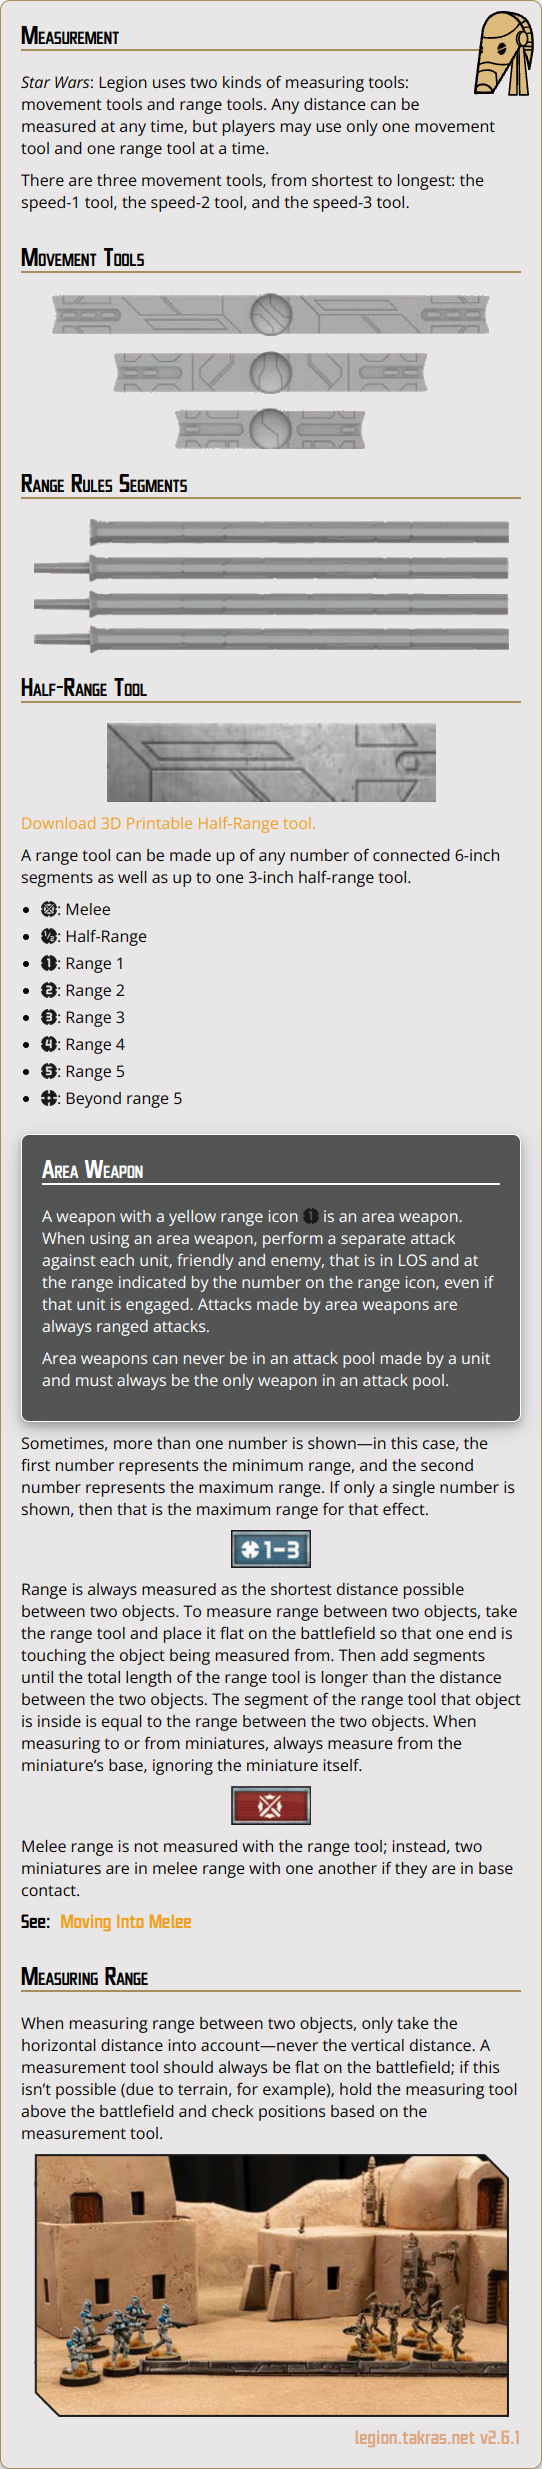 Measurement
Star Wars: Legion uses two kinds of measuring tools:
movement tools and range tools. Any distance can be
measured at any time, but players may use only one movement
tool and one range tool at a time.
There are three movement tools, from shortest to longest: the
speed-1 tool, the speed-2 tool, and the speed-3 tool.
Movement Tools
Range Rules Segments
Half-Range Tool
Download 3D Printable Half-Range tool.
A range tool can be made up of any number of connected 6-inch
segments as well as up to one 3-inch half-range tool.
: Melee
½: Half-Range
1: Range 1
2: Range 2
3: Range 3
4: Range 4
5: Range 5
: Beyond range 5
Area Weapon
A weapon with a yellow range icon 1 is an area weapon.
When using an area weapon, perform a separate attack
against each unit, friendly and enemy, that is in LOS and at
the range indicated by the number on the range icon, even if
that unit is engaged. Attacks made by area weapons are
always ranged attacks.
Area weapons can never be in an attack pool made by a unit
and must always be the only weapon in an attack pool.
Sometimes, more than one number is shown—in this case, the
first number represents the minimum range, and the second
number represents the maximum range. If only a single number is
shown, then that is the maximum range for that effect.
1-3
Range is always measured as the shortest distance possible
between two objects. To measure range between two objects, take
the range tool and place it flat on the battlefield so that one end is
touching the object being measured from. Then add segments
until the total length of the range tool is longer than the distance
between the two objects. The segment of the range tool that object
is inside is equal to the range between the two objects. When
measuring to or from miniatures, always measure from the
miniature's base, ignoring the miniature itself.
Melee range is not measured with the range tool; instead, two
miniatures are in melee range with one another if they are in base
contact.
See: Moving Into Melee
Measuring Range
When measuring range between two objects, only take the
horizontal distance into account—never the vertical distance. A
measurement tool should always be flat on the battlefield; if this
isn't possible (due to terrain, for example), hold the measuring tool
above the battlefield and check positions based on the
measurement tool.
legion.takras.net v2.6.1